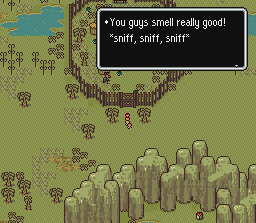 •You guys smell really good!
*sniff, sniff, sniff*